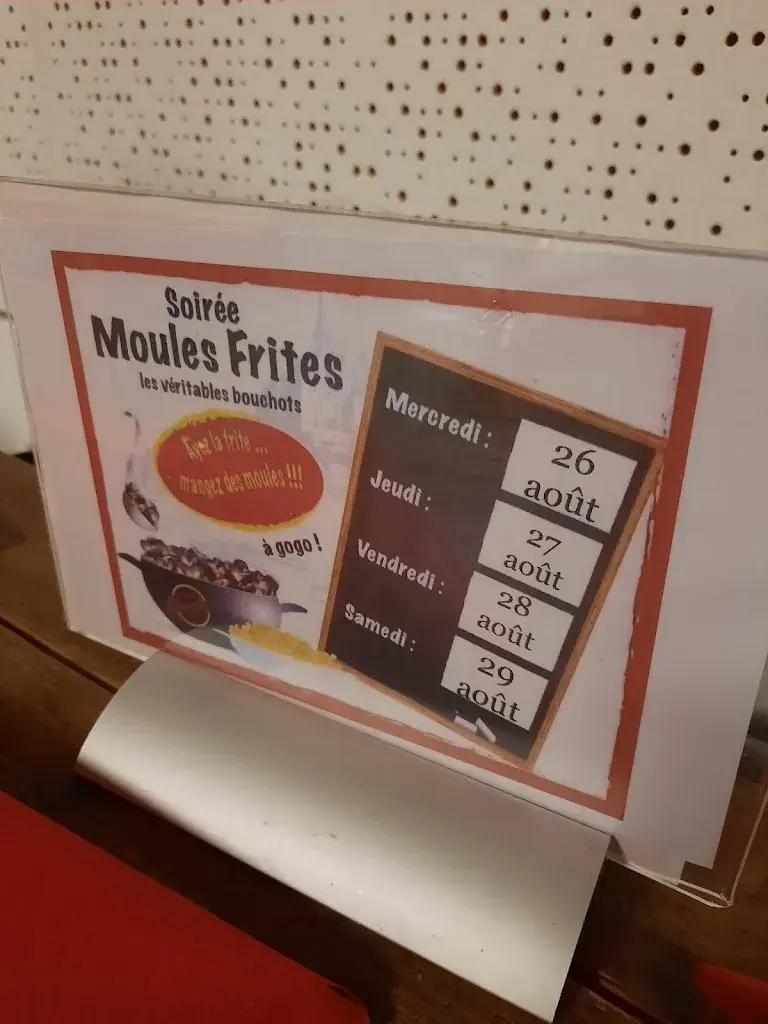 Soirée
Moules Frites
les véritables bouchots
Ayez la frite ...
mangez des moules !!!
à gogo !
Mercredi :
26
août
Jeudi :
27
août
Vendredi :
28
août
Samedi :
29
août